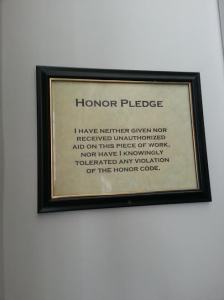 HONOR PLEDGE
I HAVE NEITHER GIVEN NOR
RECEIVED UNAUTHORIZED
AID ON THIS PIECE OF WORK,
NOR HAVE I KNOWINGLY
TOLERATED ANY VIOLATION
OF THE HONOR CODE.